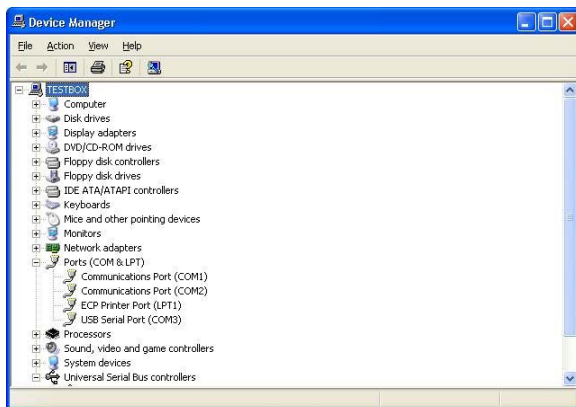 Device Manager
File Action View Help
TESTBOX
Computer
Disk drives
Display adapters
DVD/CD-ROM drives
Floppy disk controllers
Floppy disk drives
IDE ATA/ATAPI controllers
Keyboards
Mice and other pointing devices
Monitors
Network adapters
Ports (COM & LPT)
Communications Port (COM1)
Communications Port (COM2)
ECP Printer Port (LPT1)
USB Serial Port (COM3)
Processors
Sound, video and game controllers
System devices
Universal Serial Bus controllers